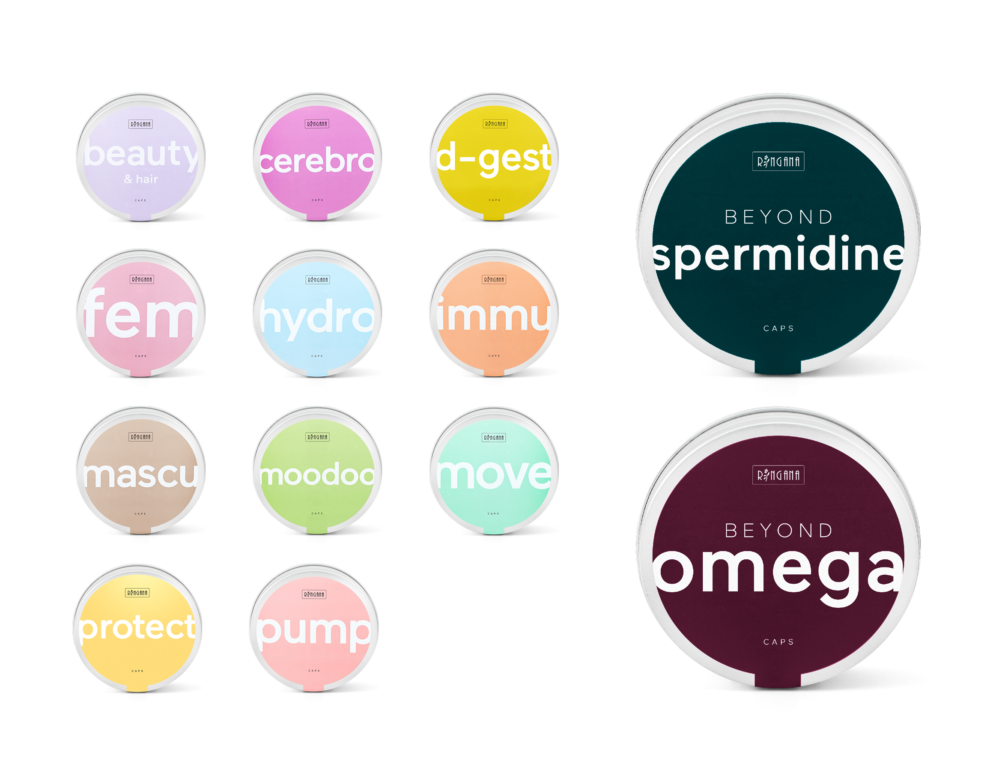 RINGANA
beauty
& hair
CAPS
RINGANA
cerebro
CAPS
RINGANA
d-gest
CAPS
RINGANA
fem
CAPS
RINGANA
hydro
CAPS
RINGANA
immu
CAPS
RINGANA
mascu
CAPS
RINGANA
moodoo
CAPS
RINGANA
move
CAPS
RINGANA
protect
CAPS
RINGANA
pump
CAPS
RINGANA
BEYOND
spermidine
CAPS
RINGANA
BEYOND
omega
CAPS